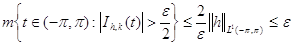 m{t ∈ (−π, π) : |I_{h,k}(t)| > ε/2} ≤ 2/ε ‖h‖_{L¹(−π,π)} ≤ ε